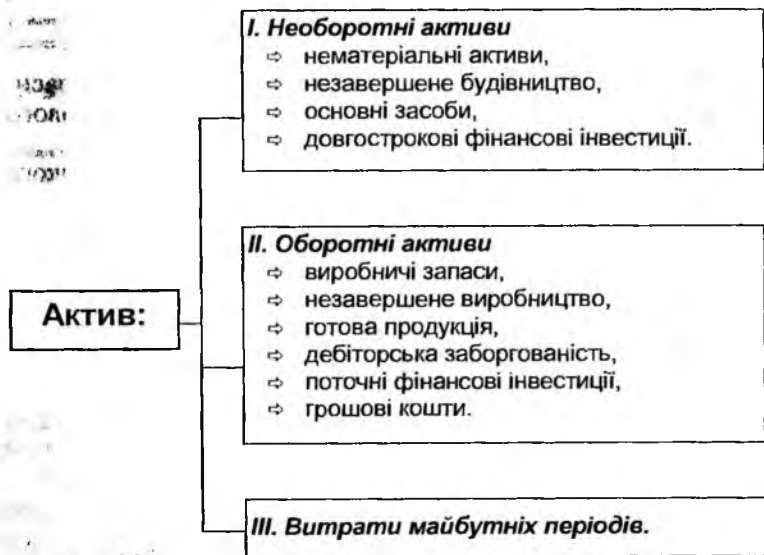 I. Необоротні активи
⇨ нематеріальні активи,
⇨ незавершене будівництво,
⇨ основні засоби,
⇨ довгострокові фінансові інвестиції.
Актив:
II. Оборотні активи
⇨ виробничі запаси,
⇨ незавершене виробництво,
⇨ готова продукція,
⇨ дебіторська заборгованість,
⇨ поточні фінансові інвестиції,
⇨ грошові кошти.
III. Витрати майбутніх періодів.